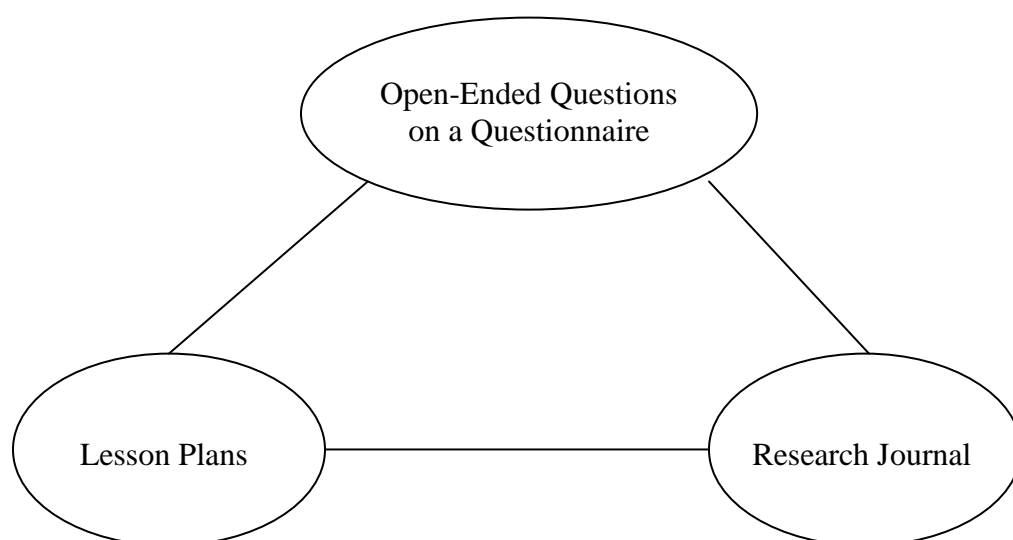 Open-Ended Questions
on a Questionnaire
Lesson Plans
Research Journal